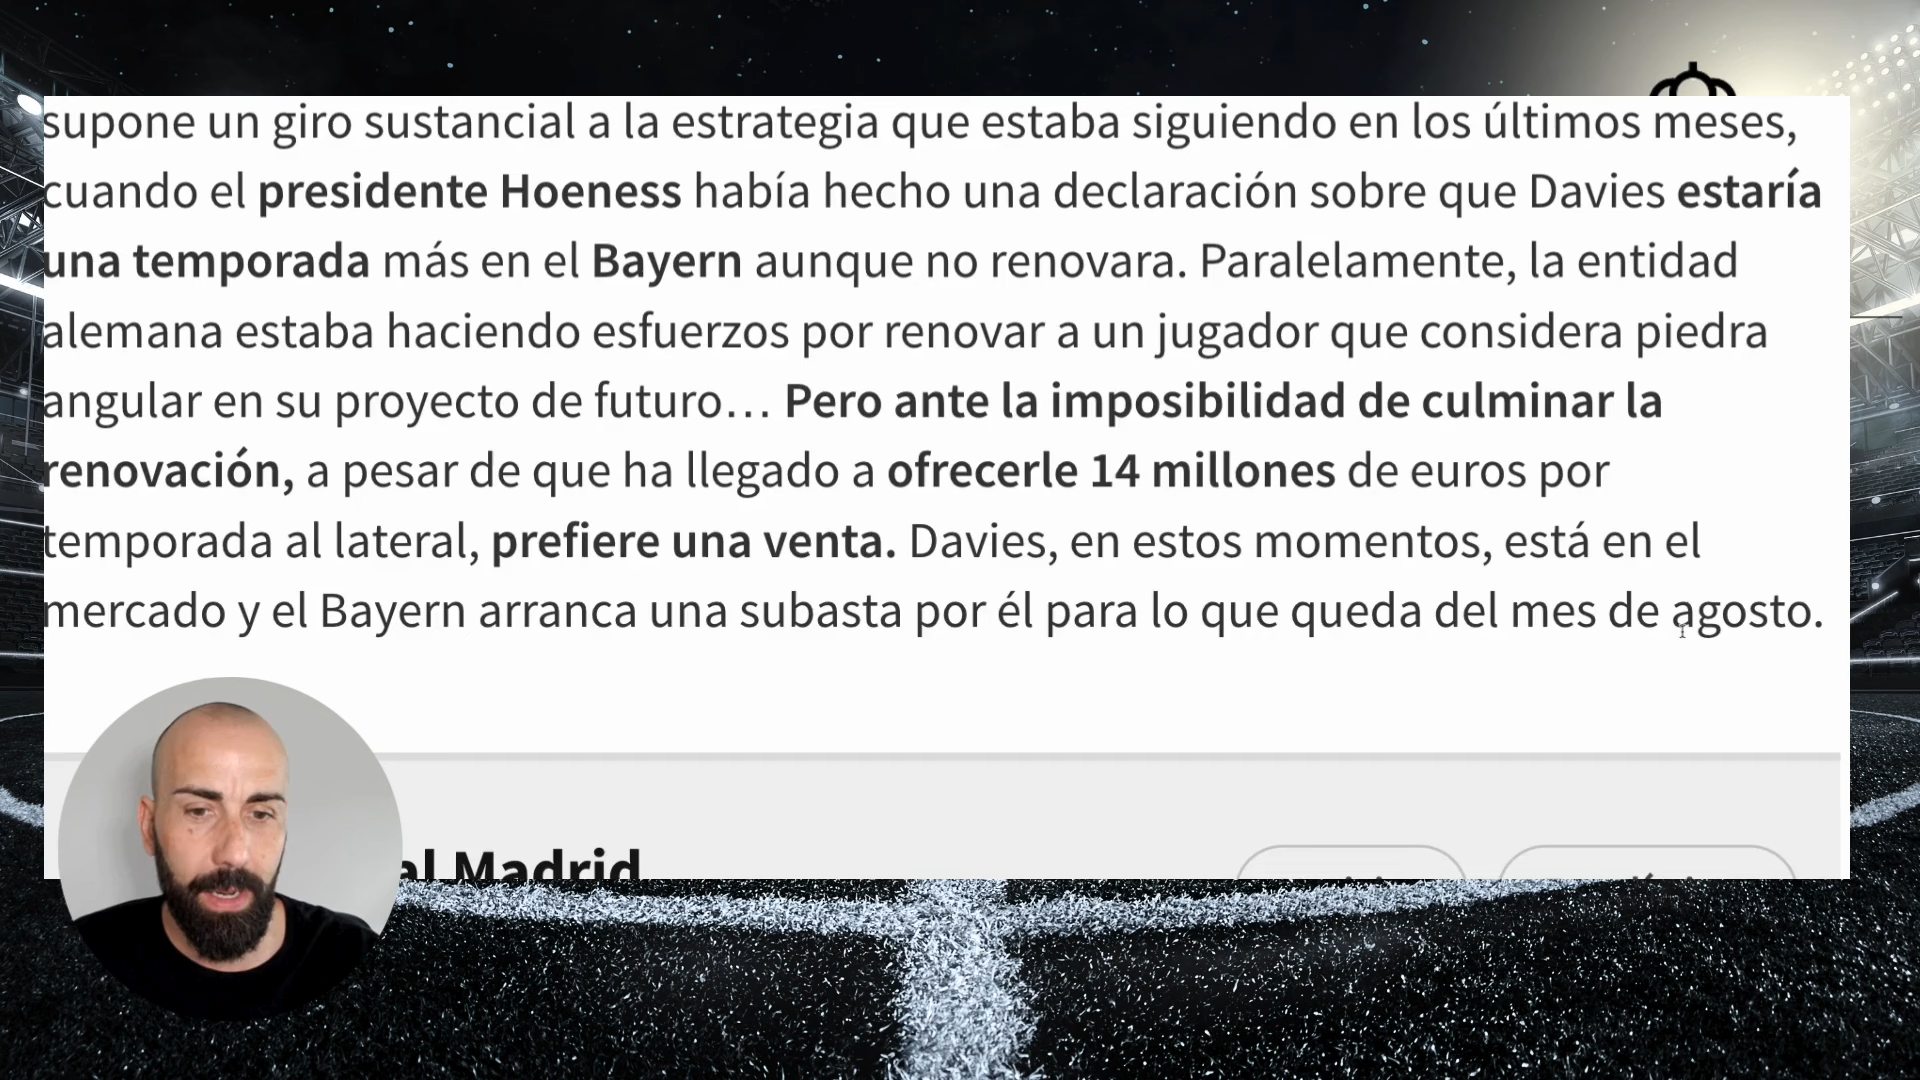 supone un giro sustancial a la estrategia que estaba siguiendo en los últimos meses,
cuando el presidente Hoeness había hecho una declaración sobre que Davies estaría
una temporada más en el Bayern aunque no renovara. Paralelamente, la entidad
alemana estaba haciendo esfuerzos por renovar a un jugador que considera piedra
angular en su proyecto de futuro… Pero ante la imposibilidad de culminar la
renovación, a pesar de que ha llegado a ofrecerle 14 millones de euros por
temporada al lateral, prefiere una venta. Davies, en estos momentos, está en el
mercado y el Bayern arranca una subasta por él para lo que queda del mes de agosto.
al Madrid